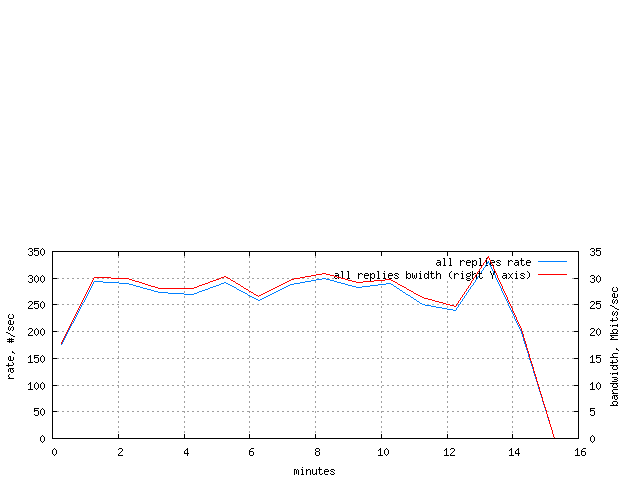 350 35
all replies rate
all replies bwidth (right Y axis)
300 30
250 25
200 20
150 15
100 10
50 5
0 0
rate, #/sec
bandwidth, Mbits/sec
0 2 4 6 8 10 12 14 16
minutes